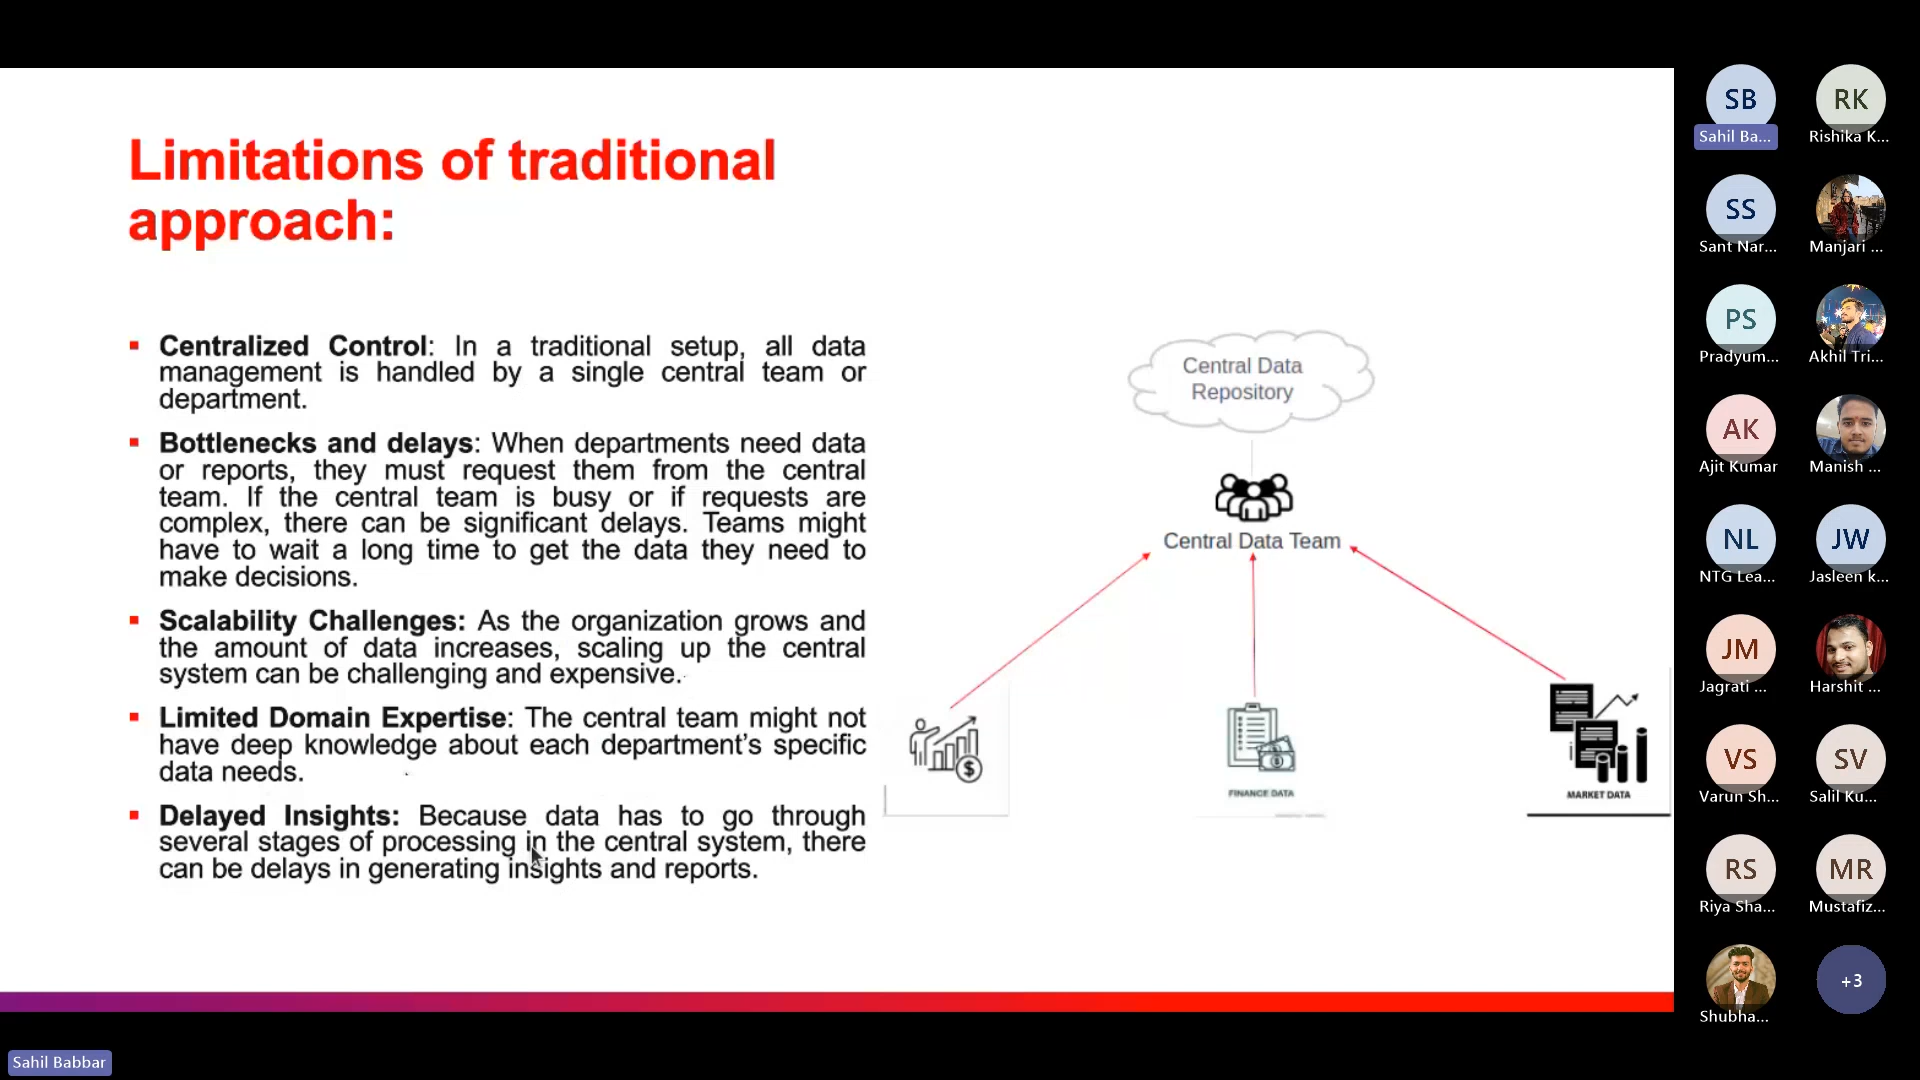 Limitations of traditional
approach:
▪ Centralized Control: In a traditional setup, all data
management is handled by a single central team or
department.
▪ Bottlenecks and delays: When departments need data
or reports, they must request them from the central
team. If the central team is busy or if requests are
complex, there can be significant delays. Teams might
have to wait a long time to get the data they need to
make decisions.
▪ Scalability Challenges: As the organization grows and
the amount of data increases, scaling up the central
system can be challenging and expensive.
▪ Limited Domain Expertise: The central team might not
have deep knowledge about each department's specific
data needs.
▪ Delayed Insights: Because data has to go through
several stages of processing in the central system, there
can be delays in generating insights and reports.
Central Data
Repository
Central Data Team
$
$
FINANCE DATA
MARKET DATA
SB
Sahil Ba...
RK
Rishika K...
SS
Sant Nar...
Manjari ...
PS
Pradyum...
Akhil Tri...
AK
Ajit Kumar
Manish ...
NL
NTG Lea...
JW
Jasleen k...
JM
Jagrati ...
Harshit ...
VS
Varun Sh...
SV
Salil Ku...
RS
Riya Sha...
MR
Mustafiz...
Shubha...
+3
Sahil Babbar